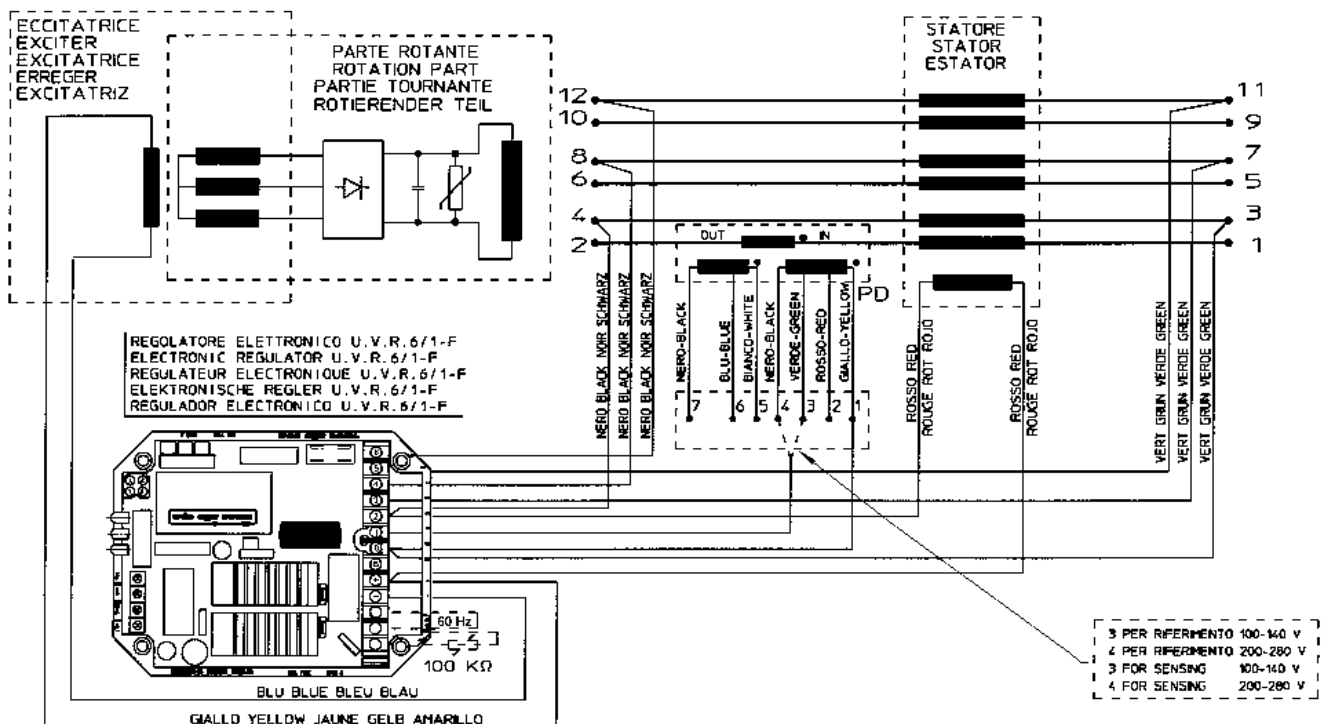 ECCITATRICE
EXCITER
EXCITATRICE
ERREGER
EXCITATRIZ
PARTE ROTANTE
ROTATION PART
PARTIE TOURNANTE
ROTIERENDER TEIL
STATORE
STATOR
ESTATOR
12
10
8
6
4
2
11
9
7
5
3
1
OUT
IN
PD
NERO BLACK NOIR SCHWARZ
NERO BLACK NOIR SCHWARZ
NERO BLACK NOIR SCHWARZ
NERO-BLACK
BLU-BLUE
BIANCO-WHITE
NERO-BLACK
VERDE-GREEN
ROSSO-RED
GIALLO-YELLOW
7 6 5 4 3 2 1
ROSSO RED
ROUGE ROT ROJO
ROSSO RED
ROUGE ROT ROJO
VERT GRUN VERDE GREEN
VERT GRUN VERDE GREEN
VERT GRUN VERDE GREEN
REGOLATORE ELETTRONICO U.V.R.6/1-F
ELECTRONIC REGULATOR U.V.R.6/1-F
REGULATEUR ELECTRONIQUE U.V.R.6/1-F
ELEKTRONISCHE REGLER U.V.R.6/1-F
REGULADOR ELECTRONICO U.V.R.6/1-F
60 Hz
100 KΩ
BLU BLUE BLEU BLAU
GIALLO YELLOW JAUNE GELB AMARILLO
3 PER RIFERIMENTO 100-140 V
4 PER RIFERIMENTO 200-280 V
3 FOR SENSING 100-140 V
4 FOR SENSING 200-280 V